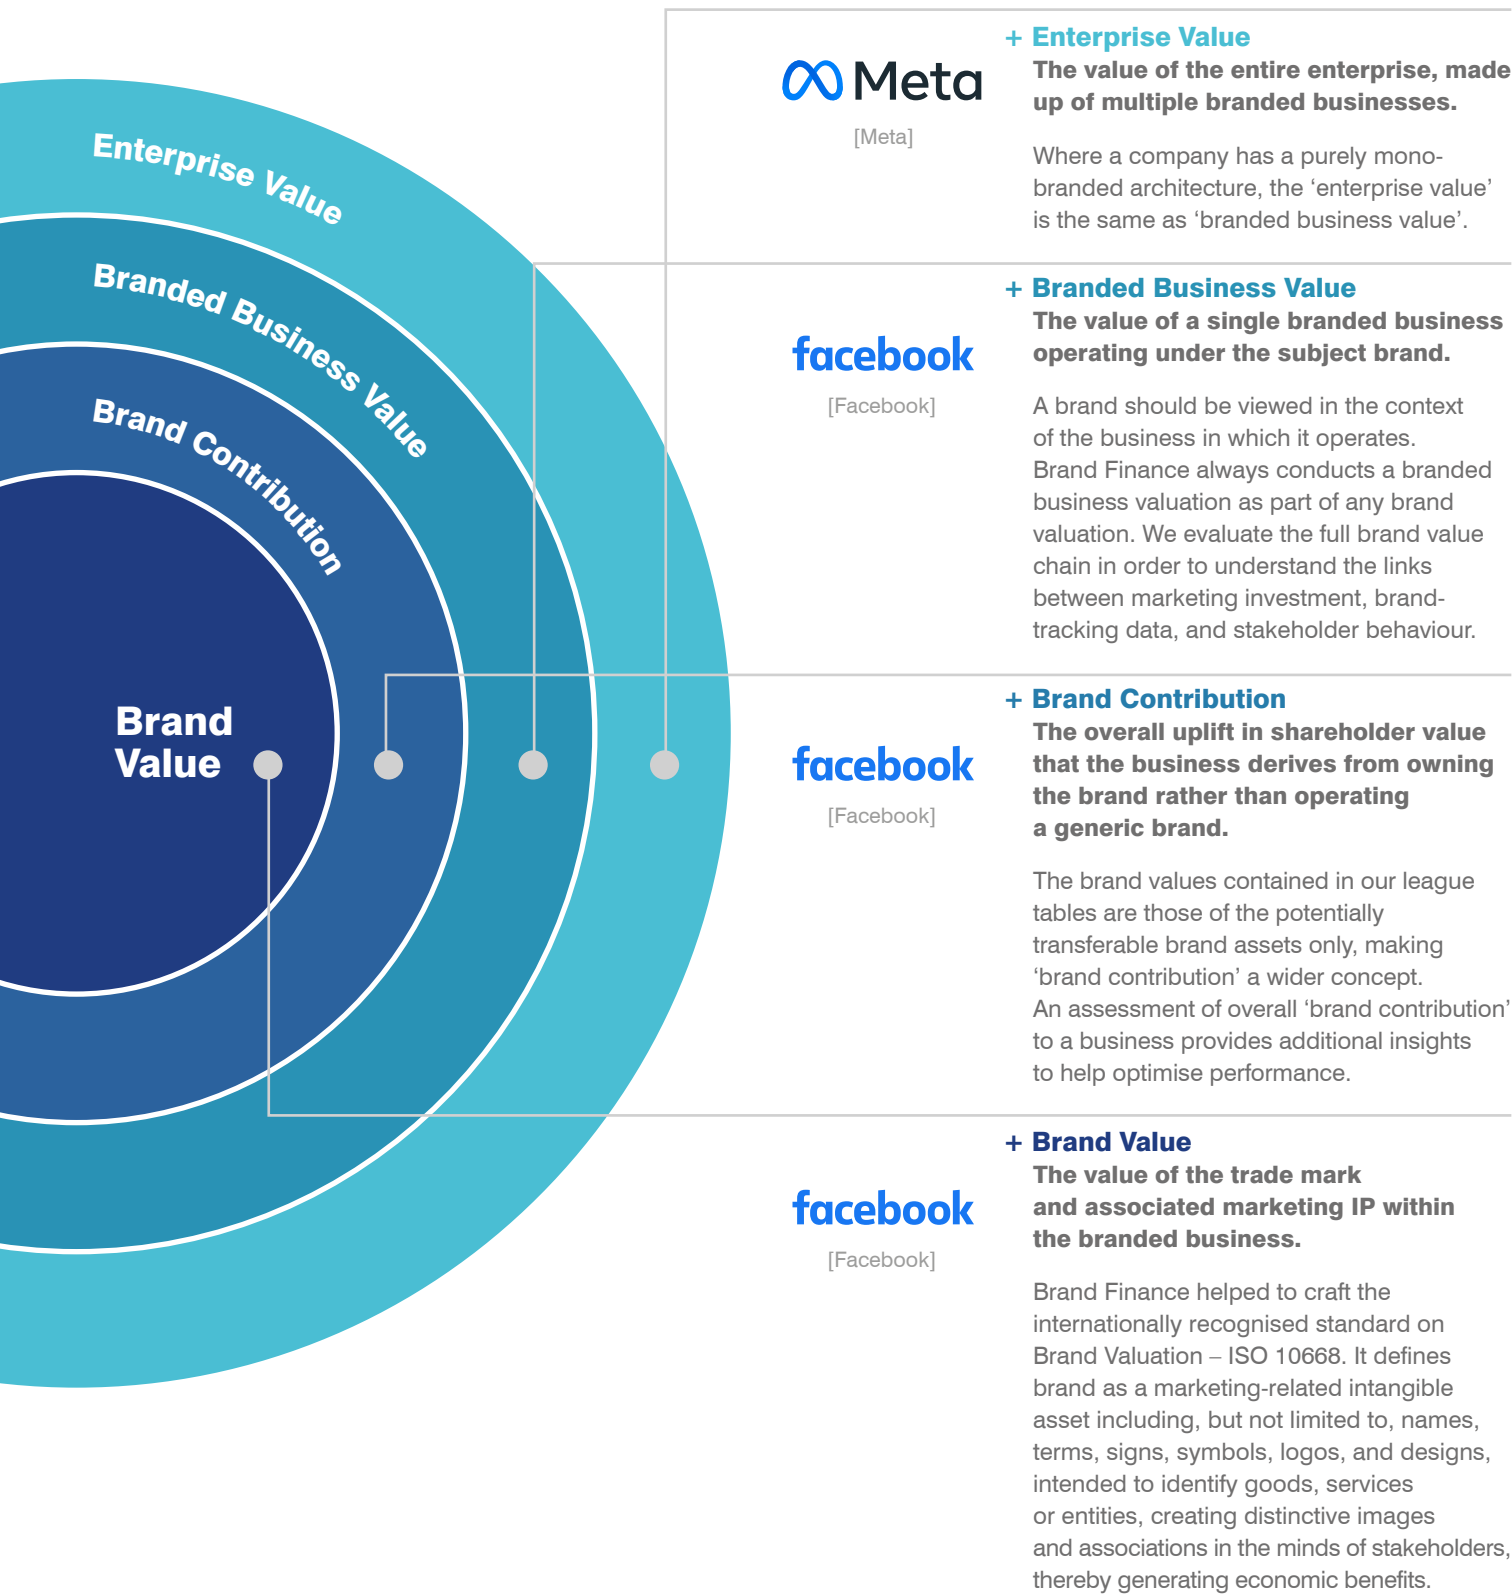 Enterprise Value
Branded Business Value
Brand Contribution
Brand
Value
Meta
[Meta]
+ Enterprise Value
The value of the entire enterprise, made
up of multiple branded businesses.
Where a company has a purely mono-
branded architecture, the ‘enterprise value’
is the same as ‘branded business value’.
facebook
[Facebook]
+ Branded Business Value
The value of a single branded business
operating under the subject brand.
A brand should be viewed in the context
of the business in which it operates.
Brand Finance always conducts a branded
business valuation as part of any brand
valuation. We evaluate the full brand value
chain in order to understand the links
between marketing investment, brand-
tracking data, and stakeholder behaviour.
facebook
[Facebook]
+ Brand Contribution
The overall uplift in shareholder value
that the business derives from owning
the brand rather than operating
a generic brand.
The brand values contained in our league
tables are those of the potentially
transferable brand assets only, making
‘brand contribution’ a wider concept.
An assessment of overall ‘brand contribution’
to a business provides additional insights
to help optimise performance.
facebook
[Facebook]
+ Brand Value
The value of the trade mark
and associated marketing IP within
the branded business.
Brand Finance helped to craft the
internationally recognised standard on
Brand Valuation – ISO 10668. It defines
brand as a marketing-related intangible
asset including, but not limited to, names,
terms, signs, symbols, logos, and designs,
intended to identify goods, services
or entities, creating distinctive images
and associations in the minds of stakeholders,
thereby generating economic benefits.